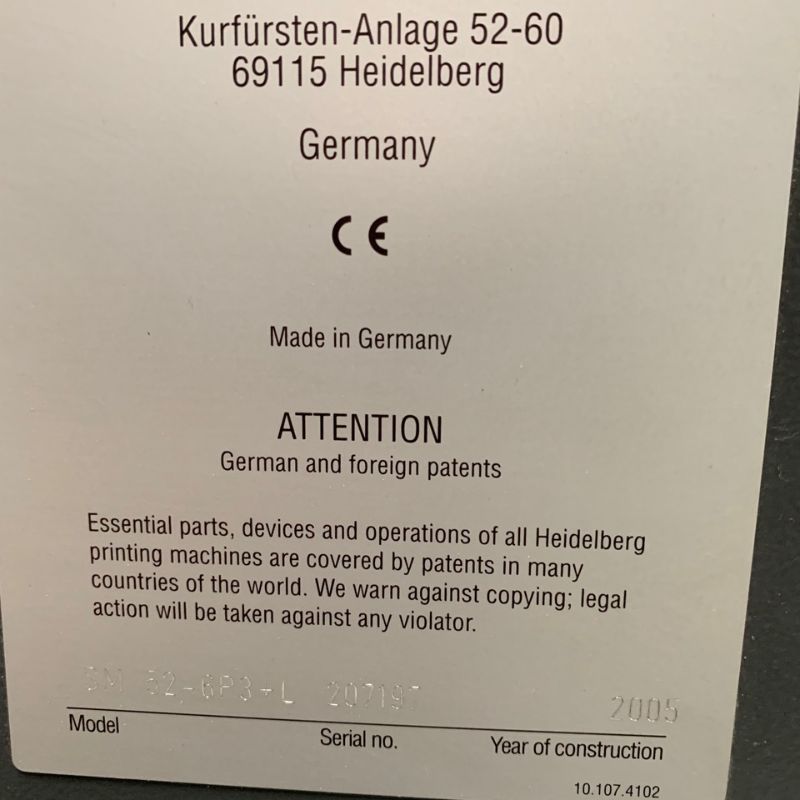 Kurfürsten-Anlage 52-60
69115 Heidelberg
Germany
CE
Made in Germany
ATTENTION
German and foreign patents
Essential parts, devices and operations of all Heidelberg
printing machines are covered by patents in many
countries of the world. We warn against copying; legal
action will be taken against any violator.
SM 52-6P3+L 2005
Model Serial no. Year of construction
10.107.4102